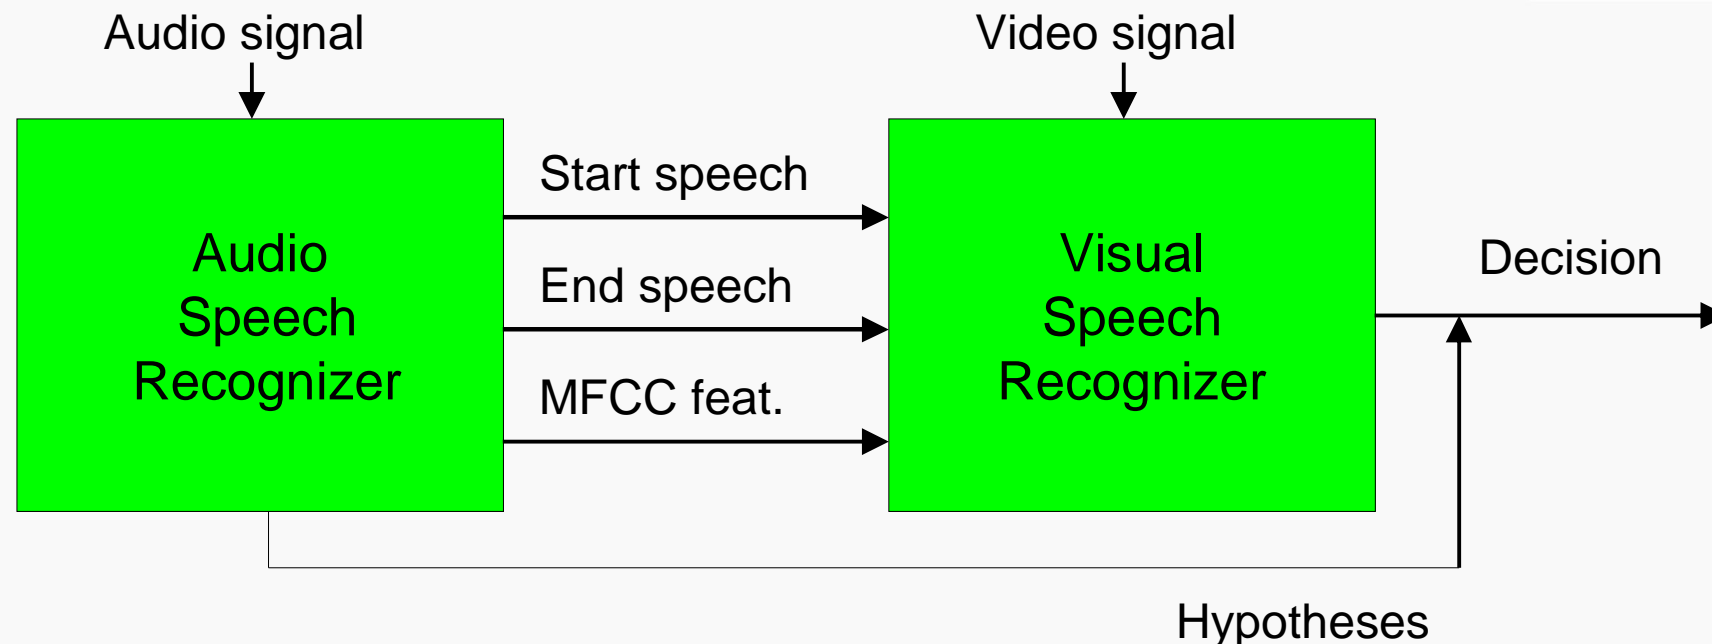 Audio signal
Video signal
Audio
Speech
Recognizer
Start speech
End speech
MFCC feat.
Visual
Speech
Recognizer
Decision
Hypotheses